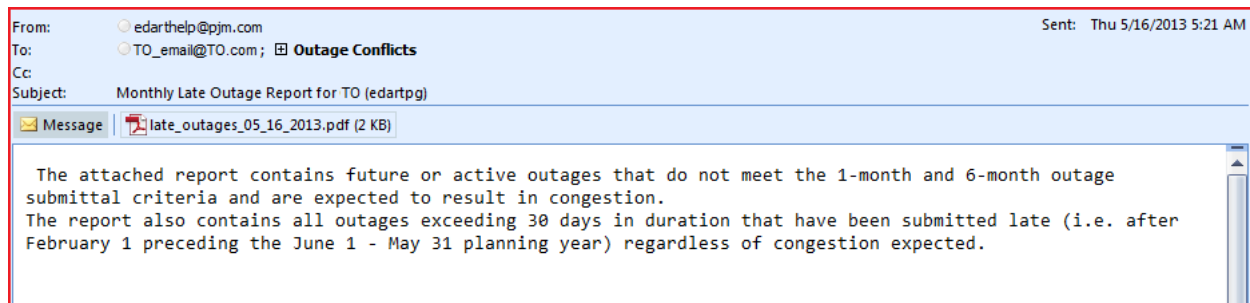 From: edarthelp@pjm.com Sent: Thu 5/16/2013 5:21 AM
To: TO_email@TO.com; Outage Conflicts
Cc:
Subject: Monthly Late Outage Report for TO (edartpg)
Message late_outages_05_16_2013.pdf (2 KB)
The attached report contains future or active outages that do not meet the 1-month and 6-month outage
submittal criteria and are expected to result in congestion.
The report also contains all outages exceeding 30 days in duration that have been submitted late (i.e. after
February 1 preceding the June 1 - May 31 planning year) regardless of congestion expected.